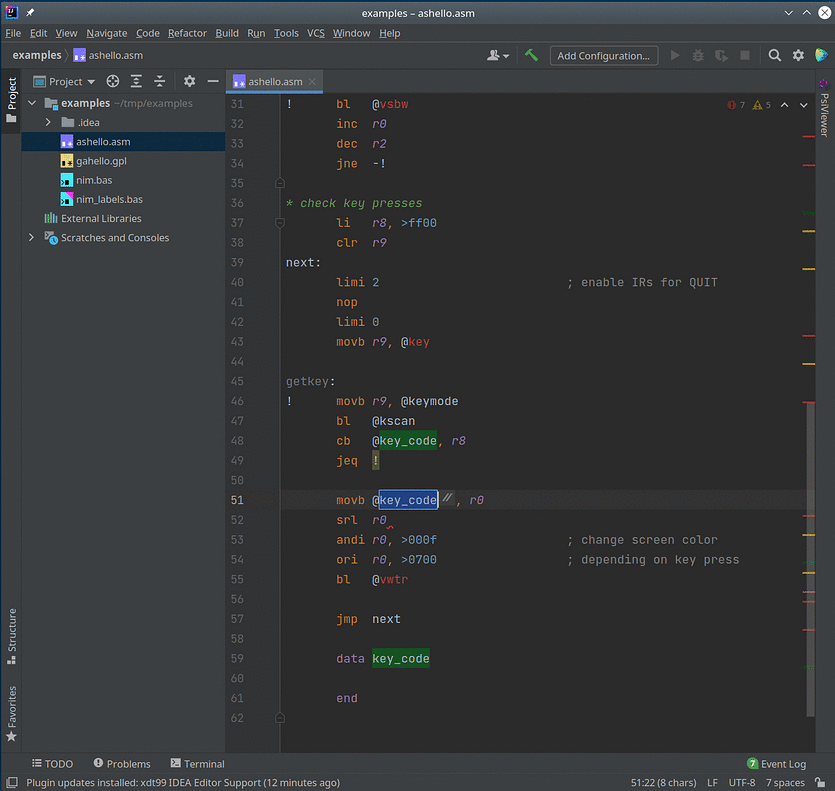 examples – ashello.asm
File Edit View Navigate Code Refactor Build Run Tools VCS Window Help
examples ashello.asm Add Configuration...
Project
Project
ashello.asm
PsiViewer
examples ~/tmp/examples
.idea
ashello.asm
gahello.gpl
nim.bas
nim_labels.bas
External Libraries
Scratches and Consoles
7 5
31 ! bl @vsbw
32 inc r0
33 dec r2
34 jne -!
35
36 * check key presses
37 li r8, >ff00
38 clr r9
39 next:
40 limi 2 ; enable IRs for QUIT
41 nop
42 limi 0
43 movb r9, @key
44
45 getkey:
46 ! movb r9, @keymode
47 bl @kscan
48 cb @key_code, r8
49 jeq !
50
51 movb @key_code//, r0
52 srl r0
53 andi r0, >000f ; change screen color
54 ori r0, >0700 ; depending on key press
55 bl @vwtr
56
57 jmp next
58
59 data key_code
60
61 end
62
Structure
Favorites
TODO Problems Terminal 7 Event Log
Plugin updates installed: xdt99 IDEA Editor Support (12 minutes ago) 51:22 (8 chars) LF UTF-8 7 spaces